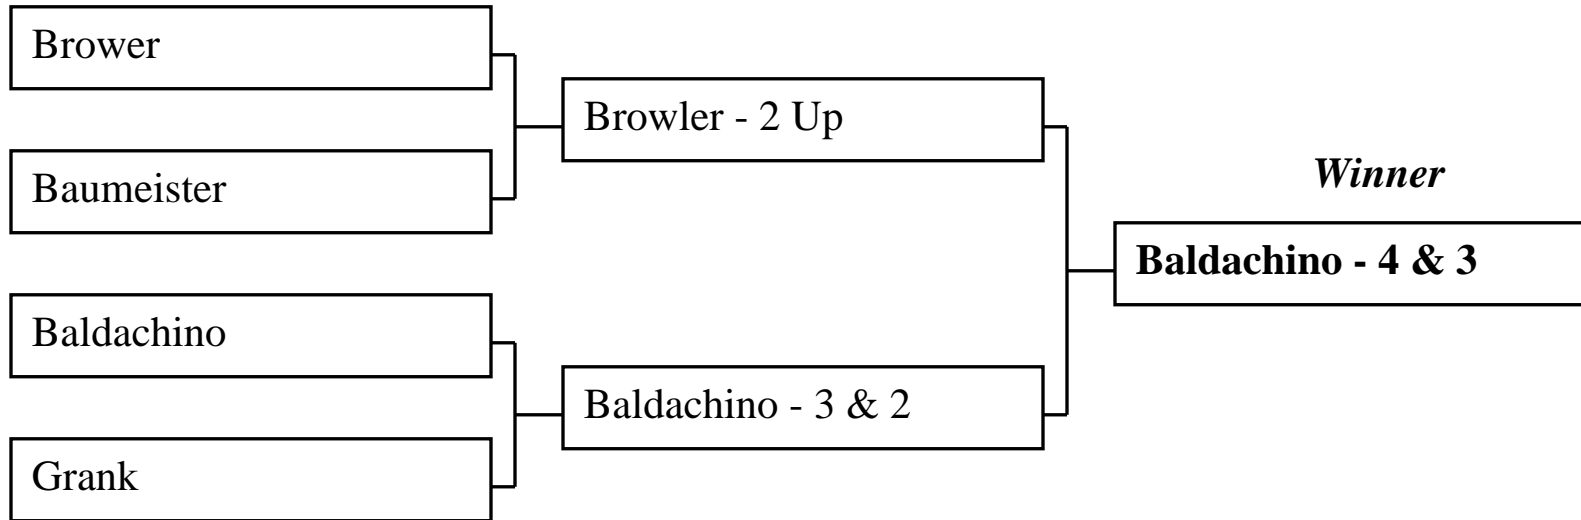 Brower
Browler - 2 Up
Baumeister
Winner
Baldachino - 4 & 3
Baldachino
Baldachino - 3 & 2
Grank